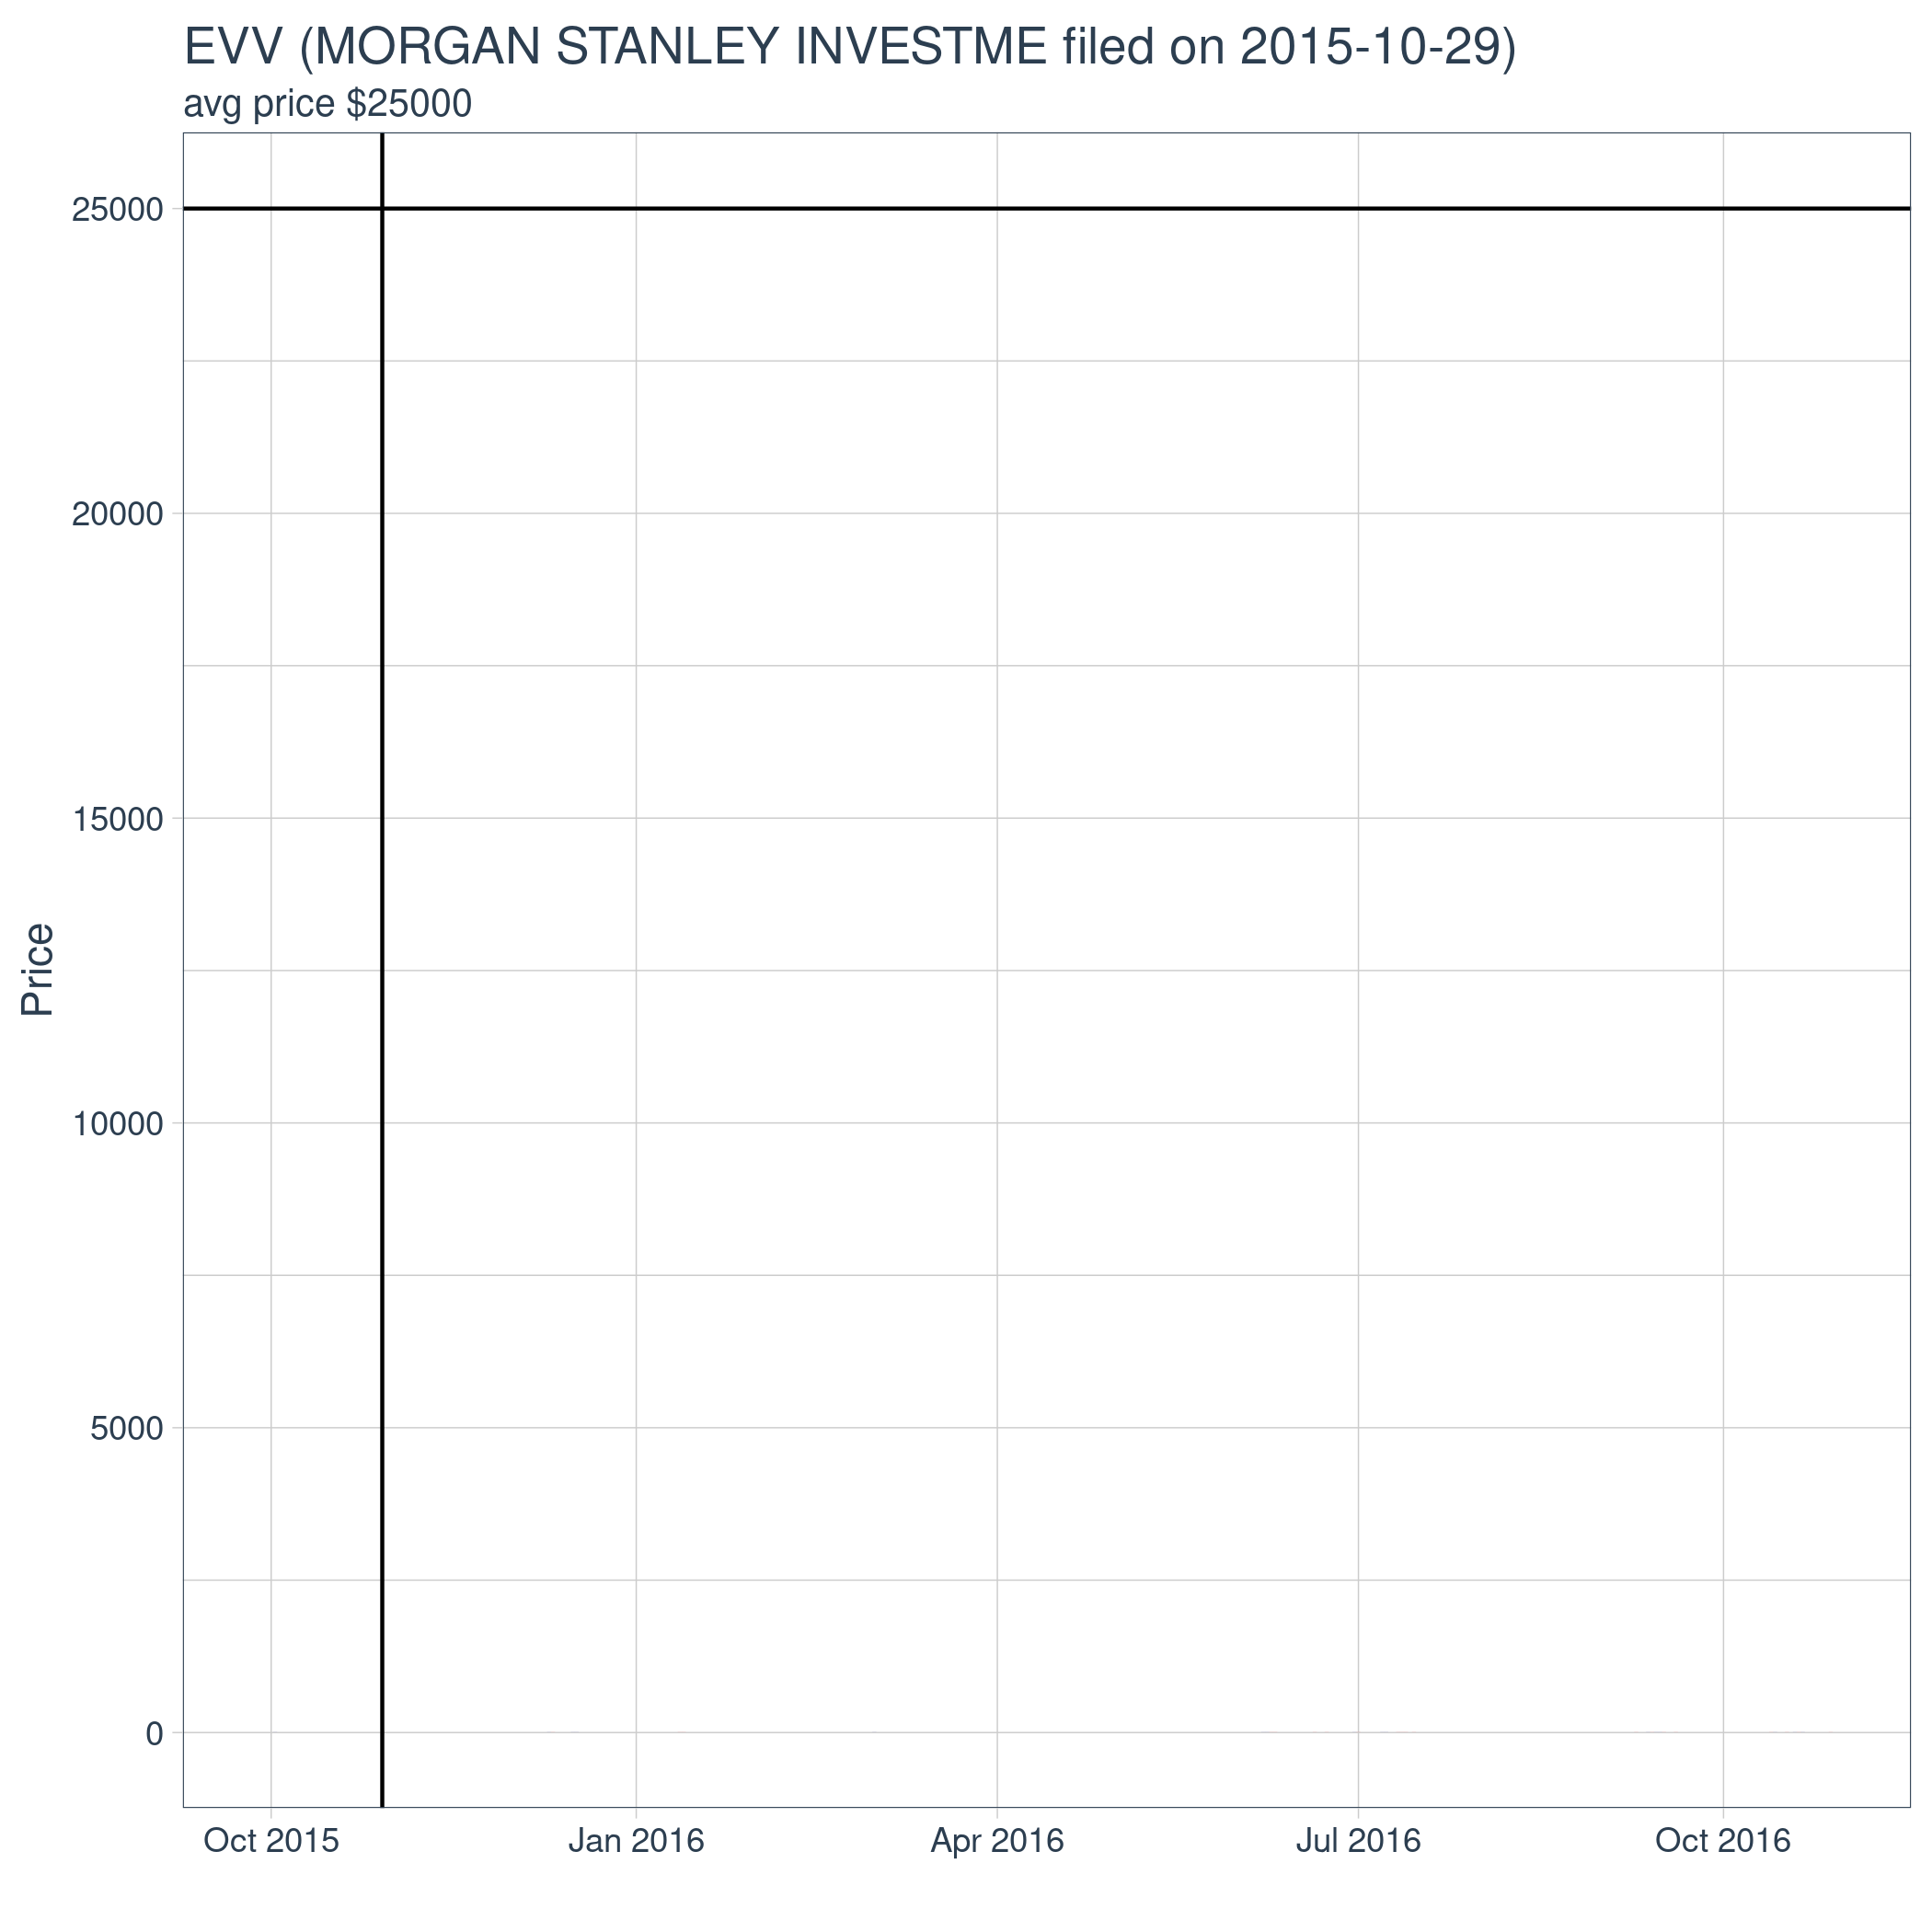 EVV (MORGAN STANLEY INVESTME filed on 2015-10-29)
avg price $25000
25000
20000
15000
10000
5000
0
Price
Oct 2015
Jan 2016
Apr 2016
Jul 2016
Oct 2016